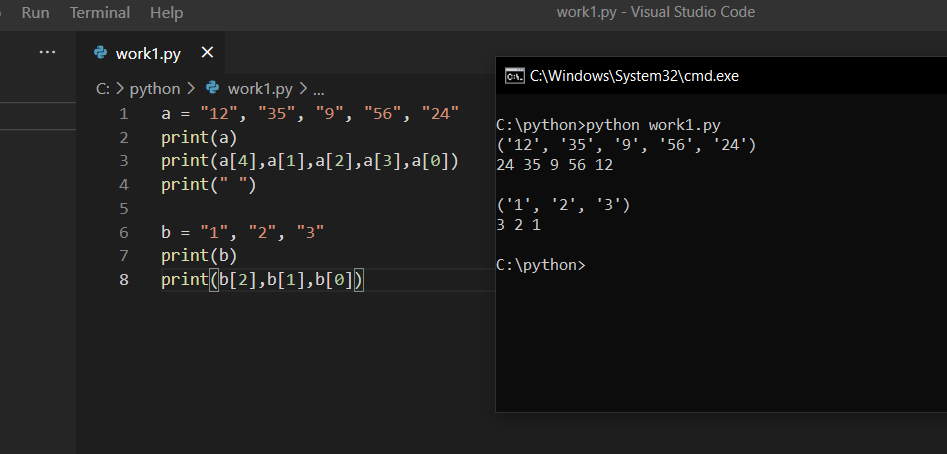 Run Terminal Help work1.py - Visual Studio Code
··· work1.py ×
C: > python > work1.py > ...
1 a = "12", "35", "9", "56", "24"
2 print(a)
3 print(a[4],a[1],a[2],a[3],a[0])
4 print(" ")
5
6 b = "1", "2", "3"
7 print(b)
8 print(b[2],b[1],b[0])
C:\Windows\System32\cmd.exe
C:\python>python work1.py
('12', '35', '9', '56', '24')
24 35 9 56 12
('1', '2', '3')
3 2 1
C:\python>